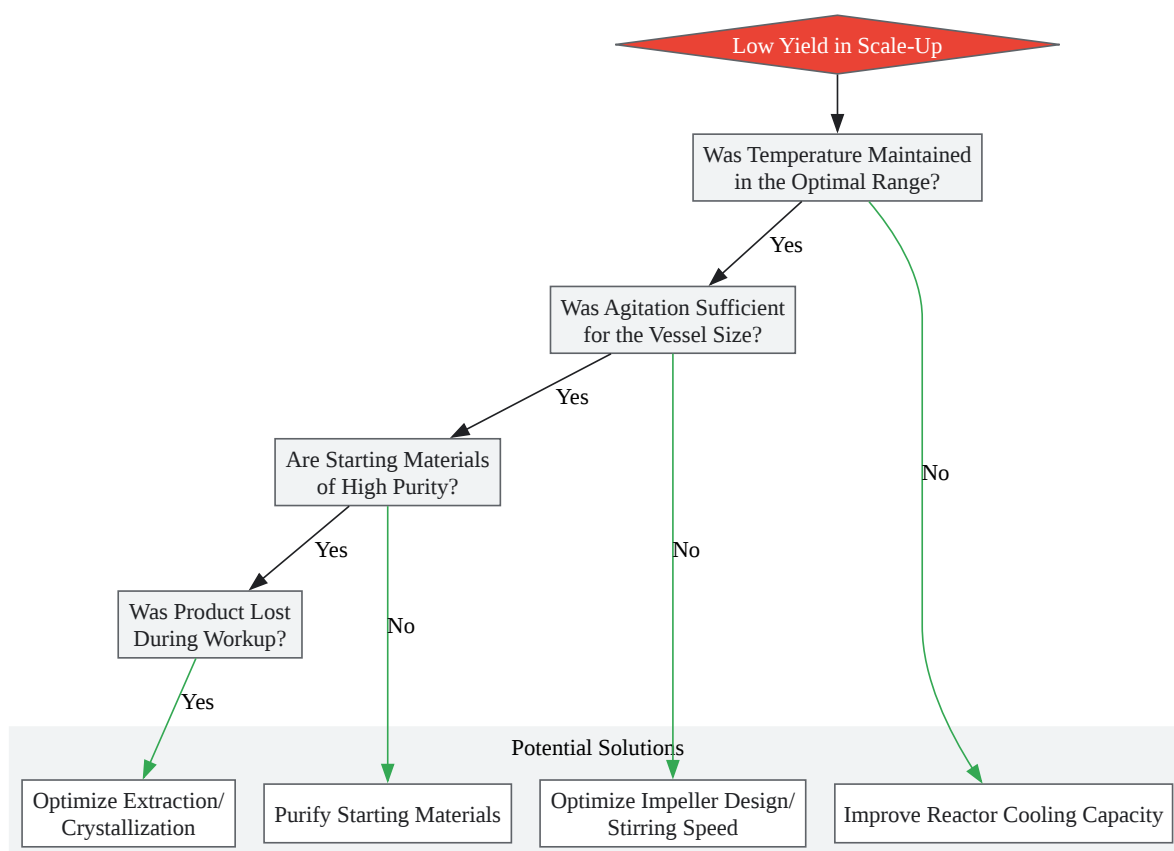 Low Yield in Scale-Up
Was Temperature Maintained
in the Optimal Range?
Yes
Was Agitation Sufficient
for the Vessel Size?
Yes
Are Starting Materials
of High Purity?
No
Yes
No
Was Product Lost
During Workup?
No
Yes
Potential Solutions
Optimize Extraction/
Crystallization
Purify Starting Materials
Optimize Impeller Design/
Stirring Speed
Improve Reactor Cooling Capacity